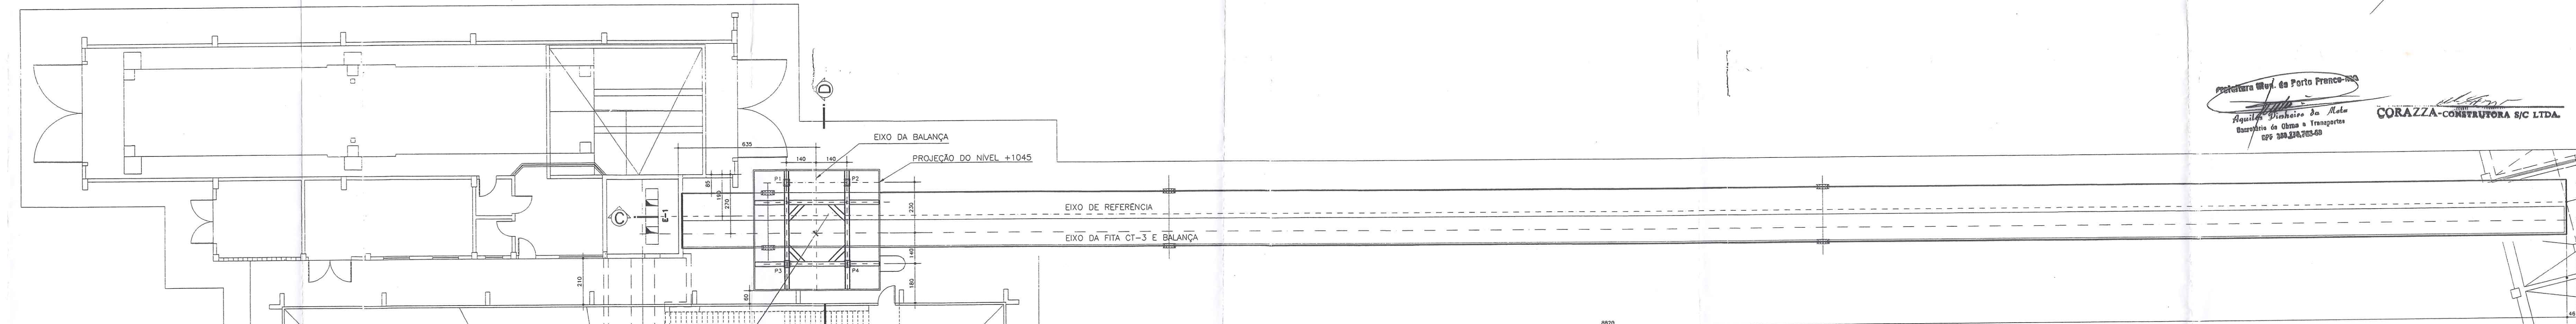 Prefeitura Mun. de Porto Franco-MA
Aquiles Pinheiro da Mota
Secretário de Obras e Transportes
CORAZZA-CONSTRUTORA S/C LTDA.
D
EIXO DA BALANÇA
635
140 140
PROJEÇÃO DO NÍVEL +1045
P1 P2
85
190
270
230
C
E-1
EIXO DE REFERÊNCIA
EIXO DA FITA CT-3 E BALANÇA
140
P3 P4
210
180
60